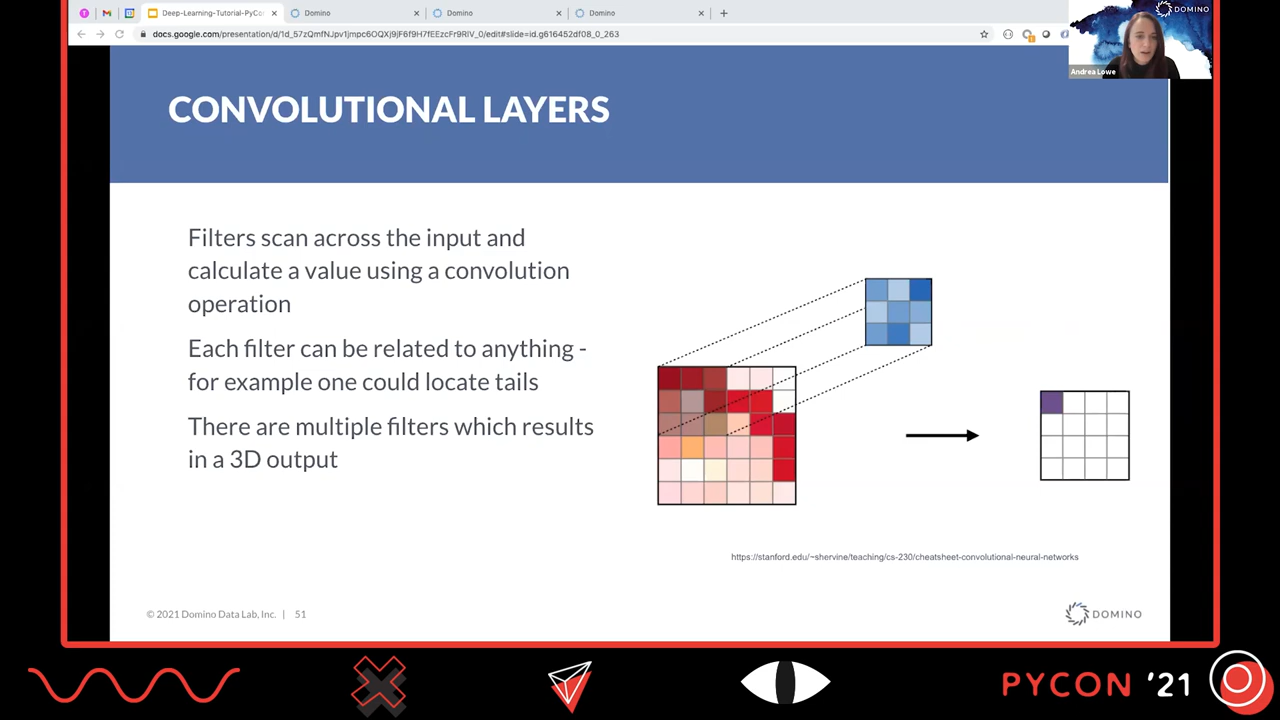 Deep-Learning-Tutorial-PyCo
Domino
Domino
Domino
docs.google.com/presentation/d/1d_57zQmfNJpv1jmpc6OQXj9jF6f9H7fEEzcFr9RlV_0/edit#slide=id.g616452df08_0_263
DOMINO
Andrea Lowe
CONVOLUTIONAL LAYERS
Filters scan across the input and
calculate a value using a convolution
operation
Each filter can be related to anything -
for example one could locate tails
There are multiple filters which results
in a 3D output
https://stanford.edu/~shervine/teaching/cs-230/cheatsheet-convolutional-neural-networks
© 2021 Domino Data Lab, Inc. | 51
DOMINO
PYCON '21